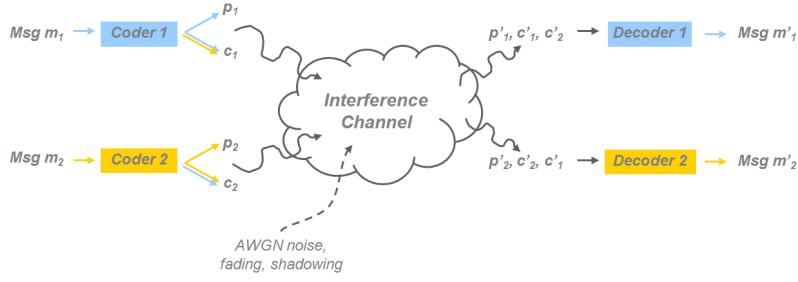 Msg m1
Coder 1
p1
c1
p'1, c'1, c'2
Decoder 1
Msg m'1
Interference
Channel
Msg m2
Coder 2
p2
c2
p'2, c'2, c'1
Decoder 2
Msg m'2
AWGN noise,
fading, shadowing